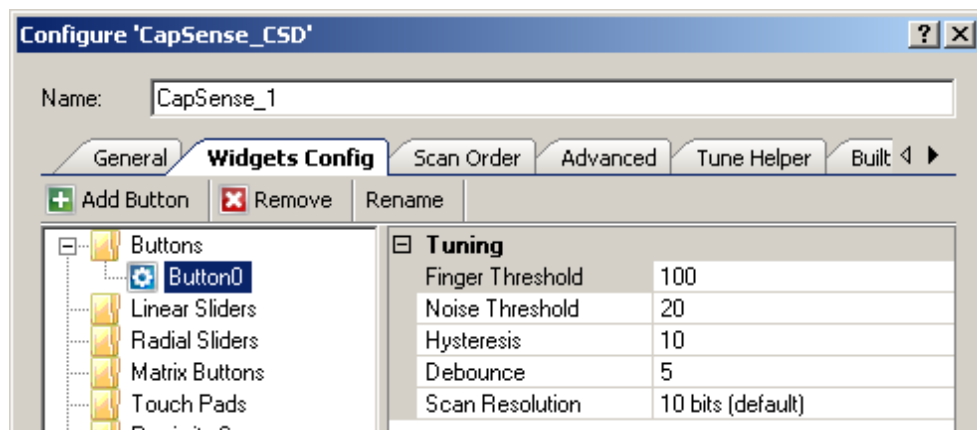 Configure 'CapSense_CSD'
Name: CapSense_1
General Widgets Config Scan Order Advanced Tune Helper Built
Add Button Remove Rename
Buttons
Button0
Linear Sliders
Radial Sliders
Matrix Buttons
Touch Pads
Tuning
Finger Threshold 100
Noise Threshold 20
Hysteresis 10
Debounce 5
Scan Resolution 10 bits (default)